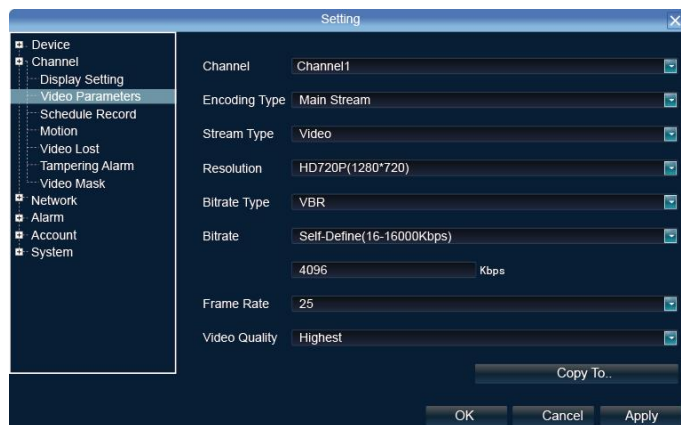 Setting
Device
Channel
Display Setting
Video Parameters
Schedule Record
Motion
Video Lost
Tampering Alarm
Video Mask
Network
Alarm
Account
System
Channel Channel1
Encoding Type Main Stream
Stream Type Video
Resolution HD720P(1280*720)
Bitrate Type VBR
Bitrate Self-Define(16-16000Kbps)
4096 Kbps
Frame Rate 25
Video Quality Highest
Copy To..
OK Cancel Apply